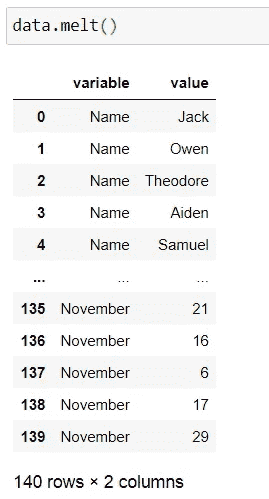 data.melt()
variable value
0 Name Jack
1 Name Owen
2 Name Theodore
3 Name Aiden
4 Name Samuel
... ... ...
135 November 21
136 November 16
137 November 6
138 November 17
139 November 29
140 rows × 2 columns